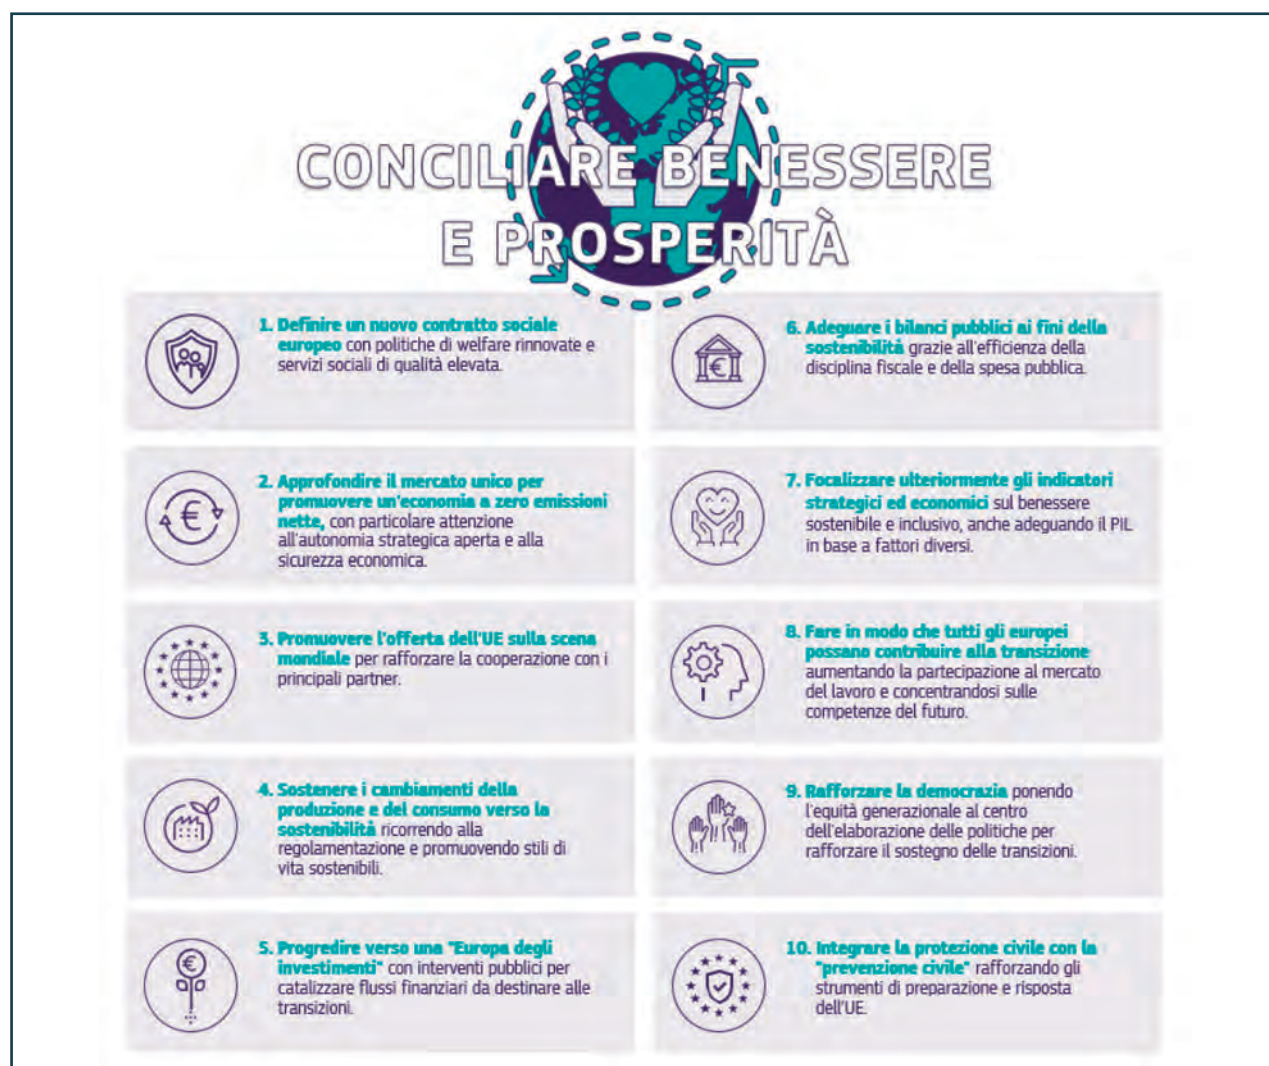 CONCILIARE BENESSERE
E PROSPERITÀ
1. Definire un nuovo contratto sociale
europeo con politiche di welfare rinnovate e
servizi sociali di qualità elevata.
2. Approfondire il mercato unico per
promuovere un'economia a zero emissioni
nette, con particolare attenzione
all'autonomia strategica aperta e alla
sicurezza economica.
3. Promuovere l'offerta dell'UE sulla scena
mondiale per rafforzare la cooperazione con i
principali partner.
4. Sostenere i cambiamenti della
produzione e del consumo verso la
sostenibilità ricorrendo alla
regolamentazione e promuovendo stili di
vita sostenibili.
5. Progredire verso una "Europa degli
investimenti" con interventi pubblici per
catalizzare flussi finanziari da destinare alle
transizioni.
6. Adeguare i bilanci pubblici ai fini della
sostenibilità grazie all'efficienza della
disciplina fiscale e della spesa pubblica.
7. Focalizzare ulteriormente gli indicatori
strategici ed economici sul benessere
sostenibile e inclusivo, anche adeguando il PIL
in base a fattori diversi.
8. Fare in modo che tutti gli europei
possano contribuire alla transizione
aumentando la partecipazione al mercato
del lavoro e concentrandosi sulle
competenze del futuro.
9. Rafforzare la democrazia ponendo
l'equità generazionale al centro
dell'elaborazione delle politiche per
rafforzare il sostegno delle transizioni.
10. Integrare la protezione civile con la
"prevenzione civile" rafforzando gli
strumenti di preparazione e risposta
dell'UE.